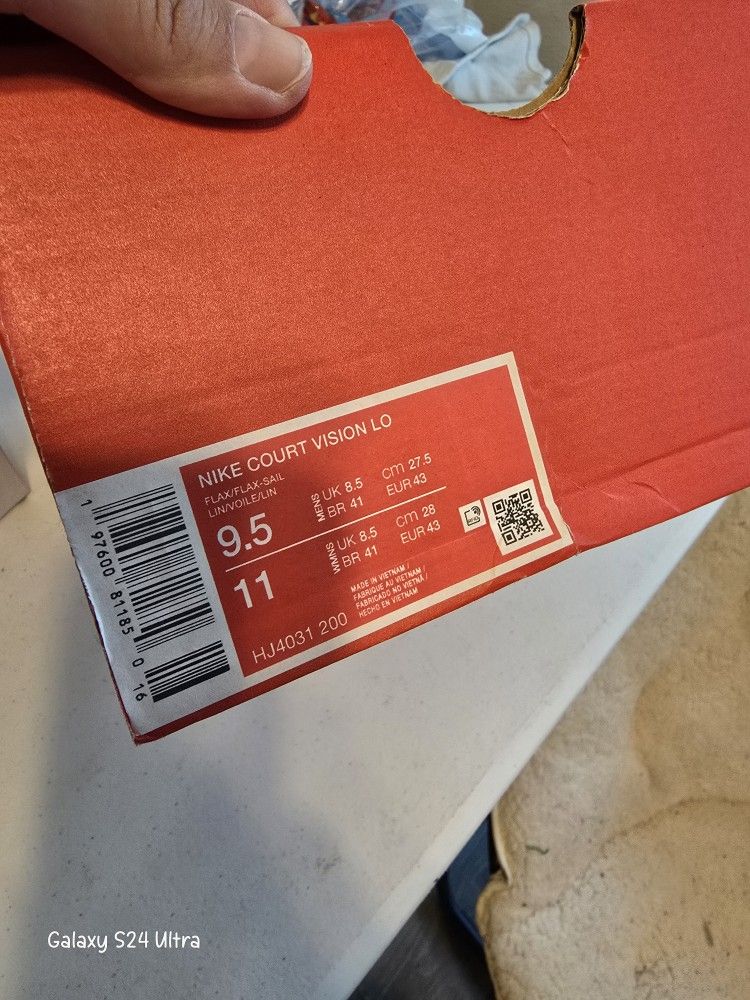 NIKE COURT VISION LO
FLAX/FLAX-SAIL
LIN/VOILE/LIN
9.5
MENS
UK 8.5
CM 27.5
BR 41
EUR 43
11
WMNS
UK 8.5
CM 28
BR 41
EUR 43
MADE IN VIETNAM /
FABRIQUE AU VIETNAM /
FABRICADO NO VIETNÃ /
HECHO EN VIETNAM
HJ4031 200
1 97600 81185 0 16
Galaxy S24 Ultra